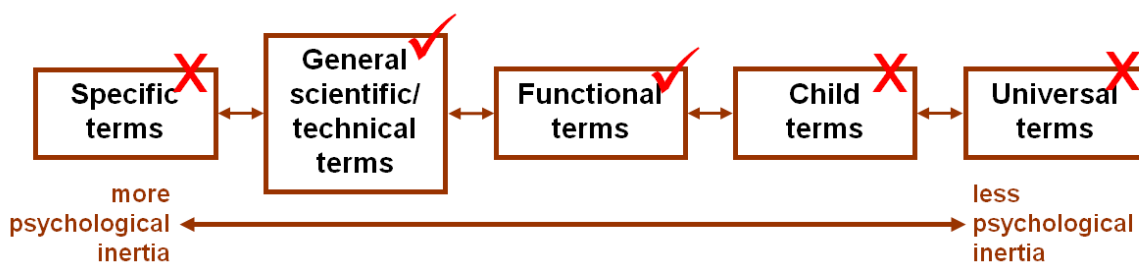 Specific
terms
General
scientific/
technical
terms
Functional
terms
Child
terms
Universal
terms
more
psychological
inertia
less
psychological
inertia